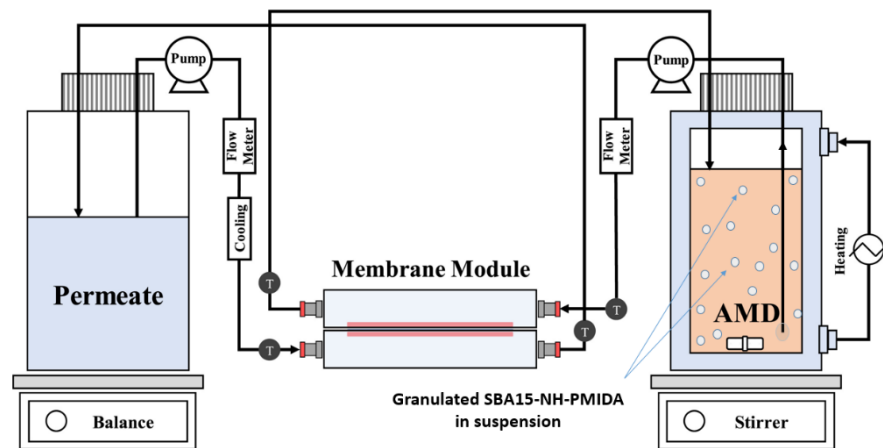 Pump
Pump
Flow
Meter
Flow
Meter
Cooling
Heating
Permeate
Membrane Module
AMD
T
T
T
T
Granulated SBA15-NH-PMIDA
in suspension
Balance
Stirrer